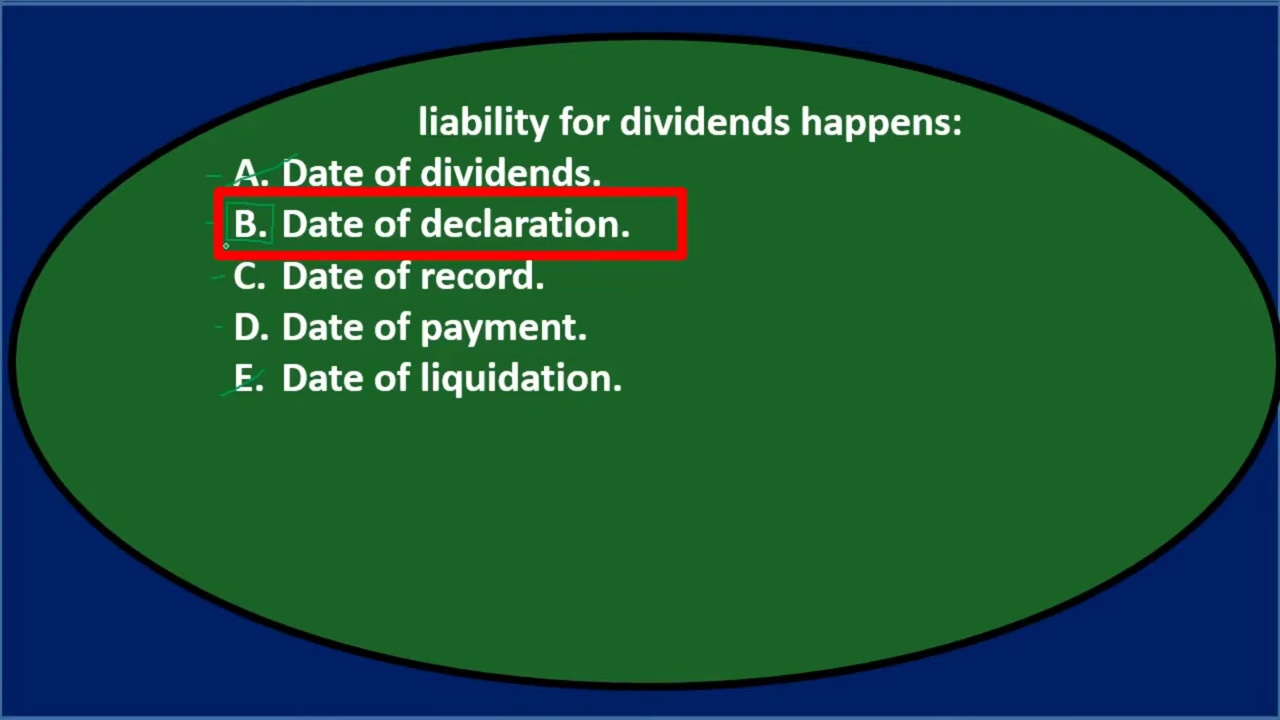 liability for dividends happens:
A. Date of dividends.
B. Date of declaration.
C. Date of record.
D. Date of payment.
E. Date of liquidation.